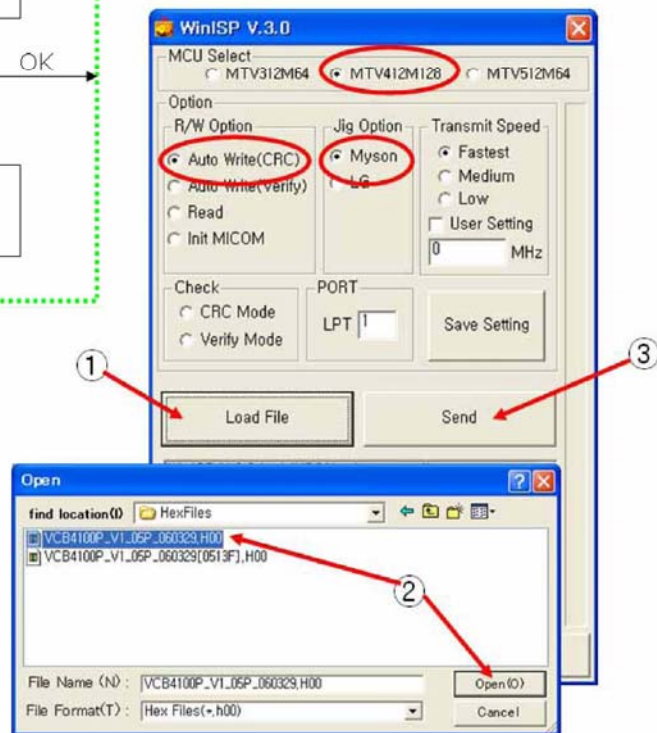 OK
WinISP V.3.0
MCU Select
MTV312M64 MTV412M128 MTV512M64
Option
R/W Option
Auto Write(CRC)
Auto Write(Verify)
Read
Init MICOM
Jig Option
Myson
LG
Transmit Speed
Fastest
Medium
Low
User Setting
0 MHz
Check
CRC Mode
Verify Mode
PORT
LPT 1
Save Setting
①
③
Load File
Send
Open
find location(I) HexFiles
VCB4100P_V1_05P_060329.H00
VCB4100P_V1_05P_060329[0513F].H00
②
File Name (N) : VCB4100P_V1_05P_060329.H00
Open(O)
File Format(T) : Hex Files(*.h00)
Cancel